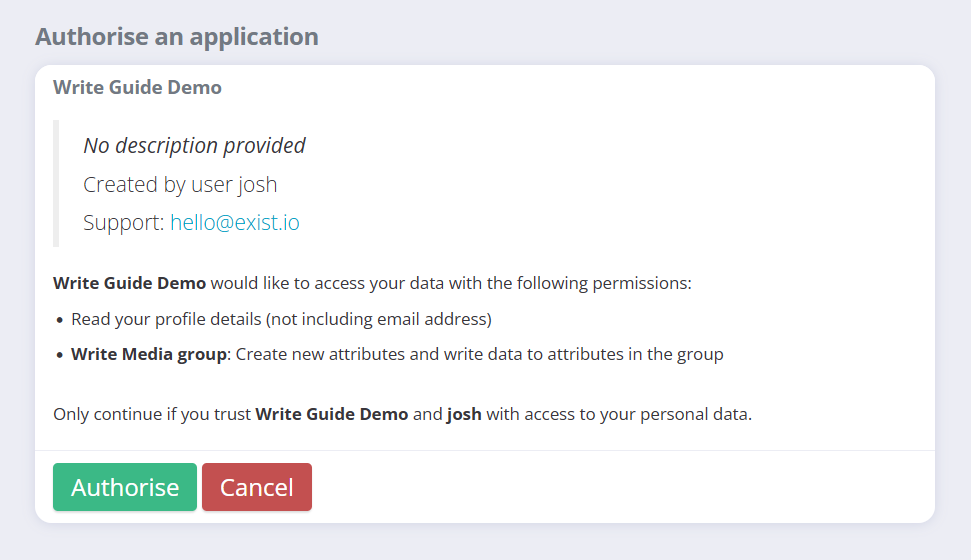 Authorise an application
Write Guide Demo
No description provided
Created by user josh
Support: hello@exist.io
Write Guide Demo would like to access your data with the following permissions:
• Read your profile details (not including email address)
• Write Media group: Create new attributes and write data to attributes in the group
Only continue if you trust Write Guide Demo and josh with access to your personal data.
Authorise Cancel